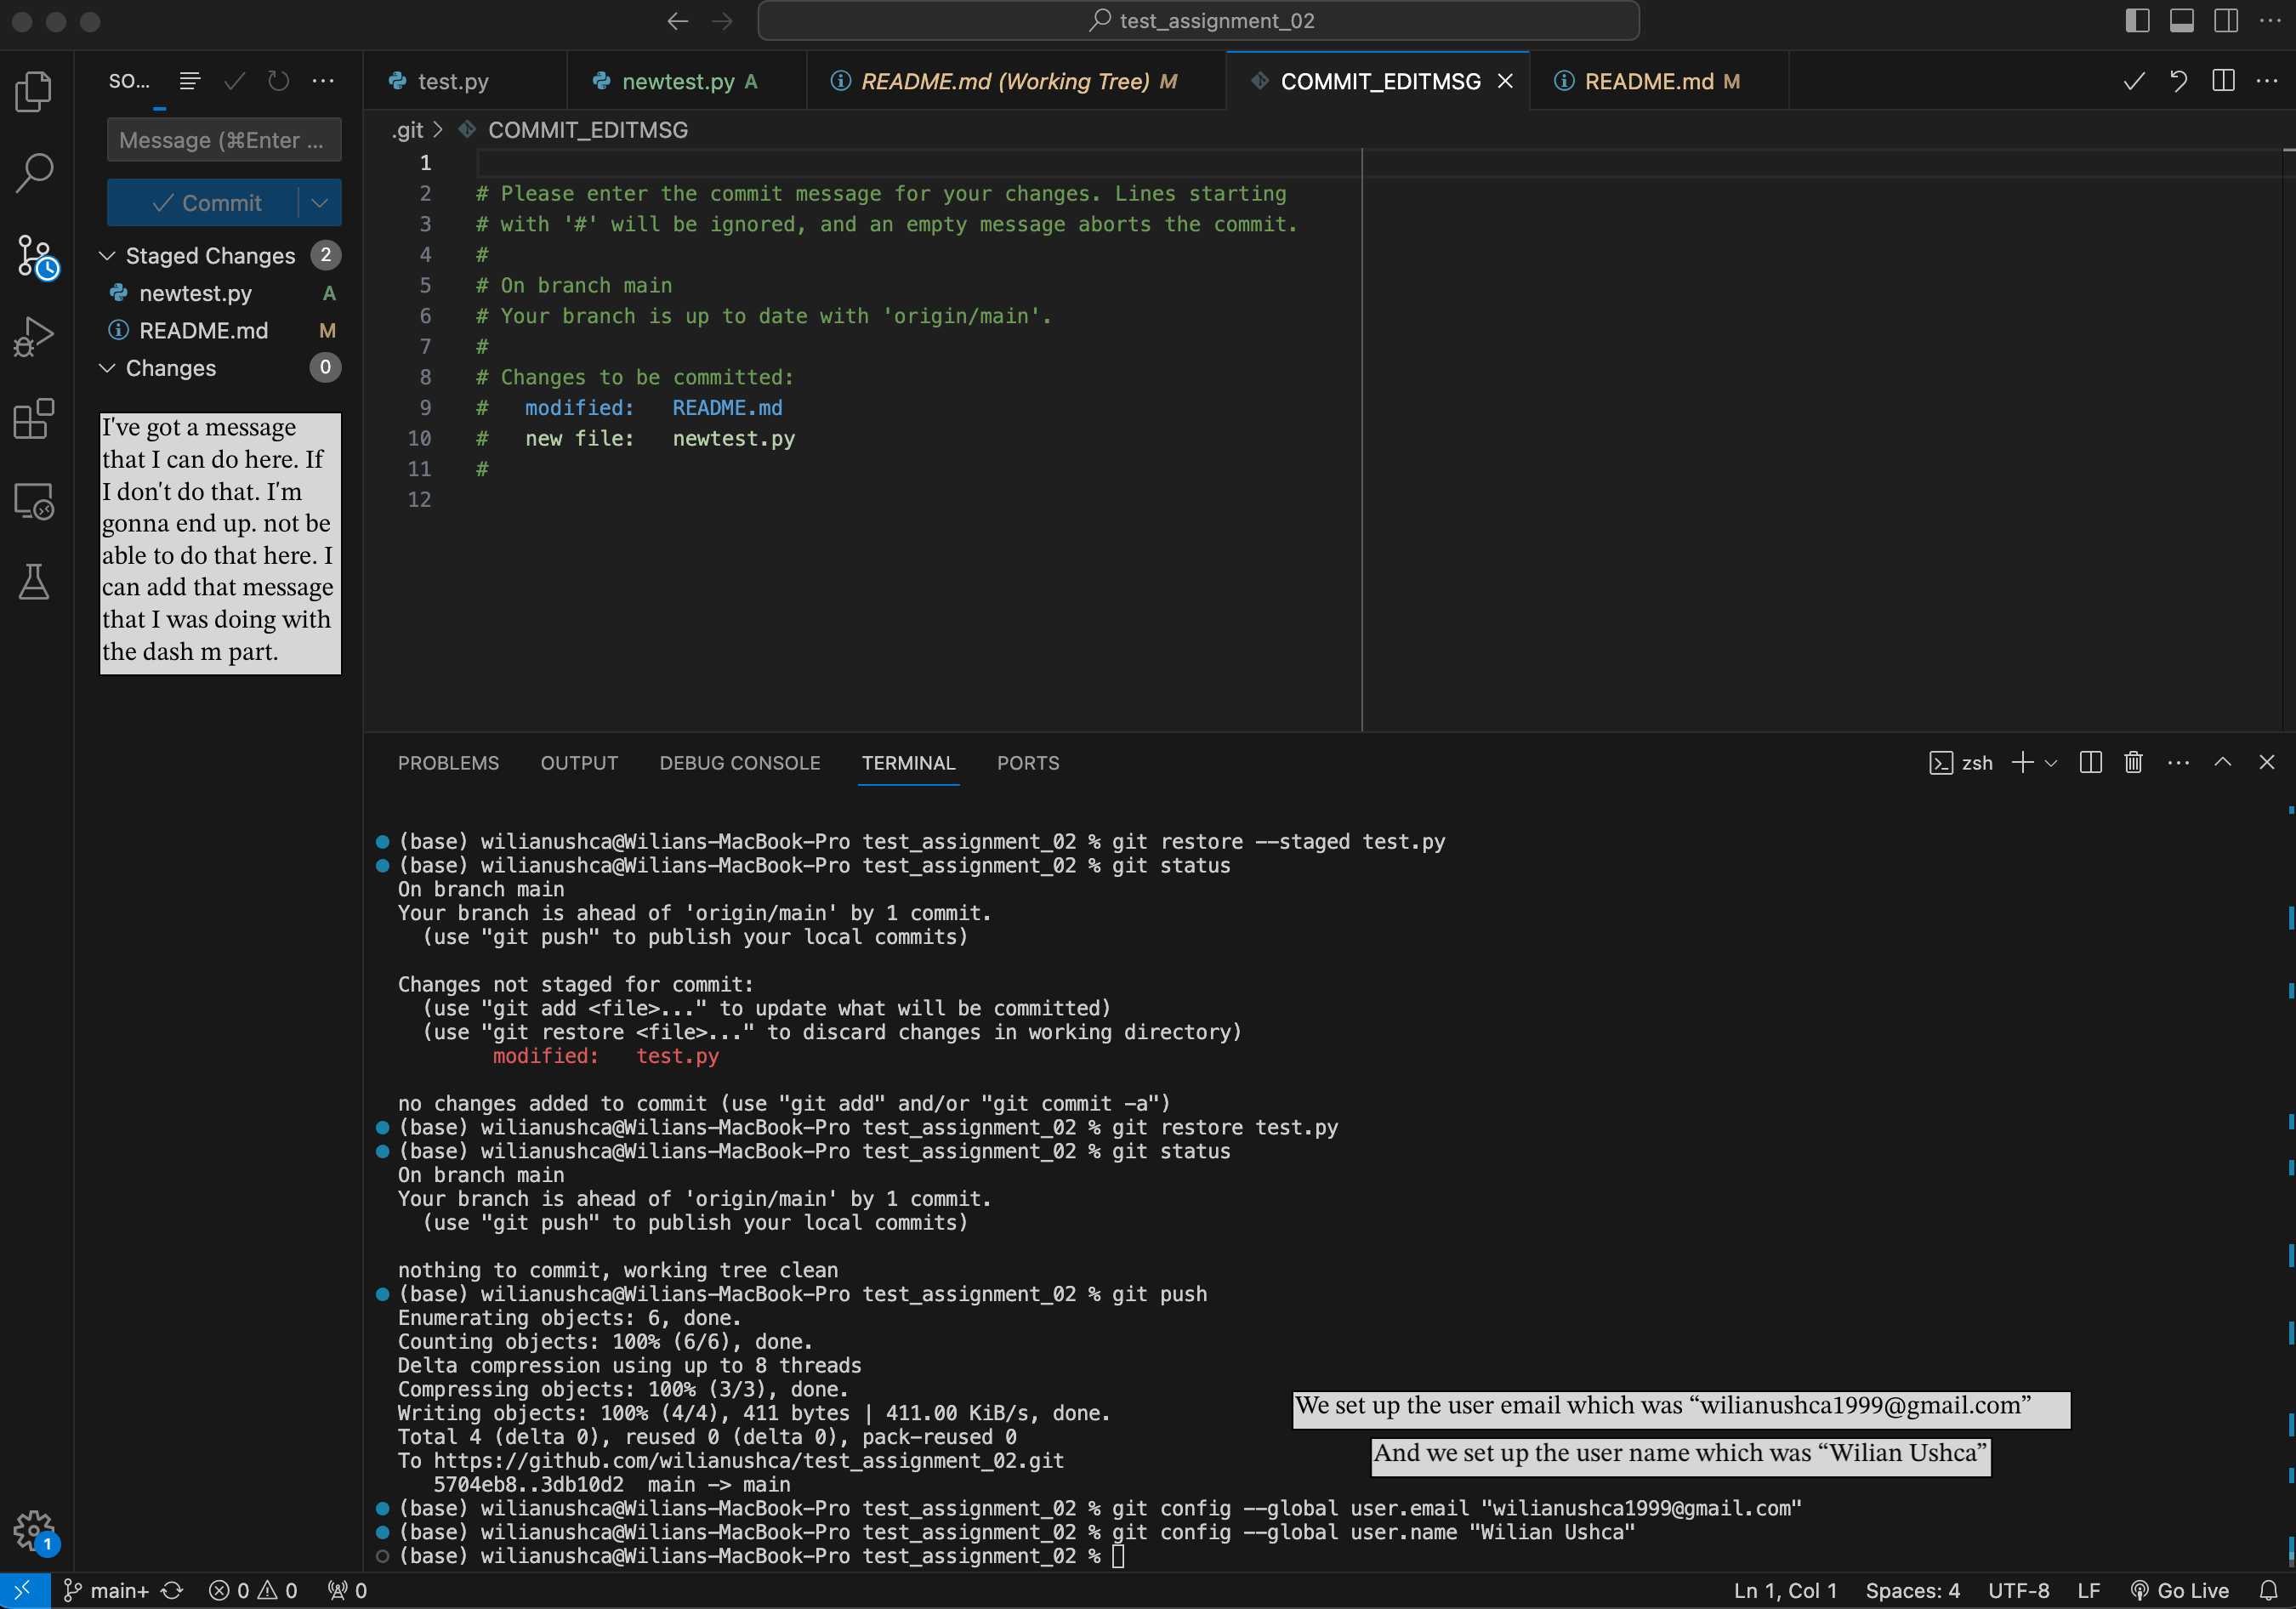 test_assignment_02
SO...
test.py
newtest.py A
README.md (Working Tree) M
COMMIT_EDITMSG
README.md M
.git > COMMIT_EDITMSG
Message (⌘Enter ...
Commit
Staged Changes 2
newtest.py A
README.md M
Changes 0
I've got a message
that I can do here. If
I don't do that. I'm
gonna end up. not be
able to do that here. I
can add that message
that I was doing with
the dash m part.
1
2 # Please enter the commit message for your changes. Lines starting
3 # with '#' will be ignored, and an empty message aborts the commit.
4 #
5 # On branch main
6 # Your branch is up to date with 'origin/main'.
7 #
8 # Changes to be committed:
9 #   modified:   README.md
10 #   new file:   newtest.py
11 #
12
PROBLEMS OUTPUT DEBUG CONSOLE TERMINAL PORTS
zsh
(base) wilianushca@Wilians-MacBook-Pro test_assignment_02 % git restore --staged test.py
(base) wilianushca@Wilians-MacBook-Pro test_assignment_02 % git status
On branch main
Your branch is ahead of 'origin/main' by 1 commit.
  (use "git push" to publish your local commits)
Changes not staged for commit:
  (use "git add <file>..." to update what will be committed)
  (use "git restore <file>..." to discard changes in working directory)
        modified:   test.py
no changes added to commit (use "git add" and/or "git commit -a")
(base) wilianushca@Wilians-MacBook-Pro test_assignment_02 % git restore test.py
(base) wilianushca@Wilians-MacBook-Pro test_assignment_02 % git status
On branch main
Your branch is ahead of 'origin/main' by 1 commit.
  (use "git push" to publish your local commits)
nothing to commit, working tree clean
(base) wilianushca@Wilians-MacBook-Pro test_assignment_02 % git push
Enumerating objects: 6, done.
Counting objects: 100% (6/6), done.
Delta compression using up to 8 threads
Compressing objects: 100% (3/3), done.
Writing objects: 100% (4/4), 411 bytes | 411.00 KiB/s, done.
Total 4 (delta 0), reused 0 (delta 0), pack-reused 0
To https://github.com/wilianushca/test_assignment_02.git
   5704eb8..3db10d2  main -> main
We set up the user email which was “wilianushca1999@gmail.com”
And we set up the user name which was “Wilian Ushca”
(base) wilianushca@Wilians-MacBook-Pro test_assignment_02 % git config --global user.email "wilianushca1999@gmail.com"
(base) wilianushca@Wilians-MacBook-Pro test_assignment_02 % git config --global user.name "Wilian Ushca"
(base) wilianushca@Wilians-MacBook-Pro test_assignment_02 %
1
main+ 0 0 0
Ln 1, Col 1 Spaces: 4 UTF-8 LF Go Live